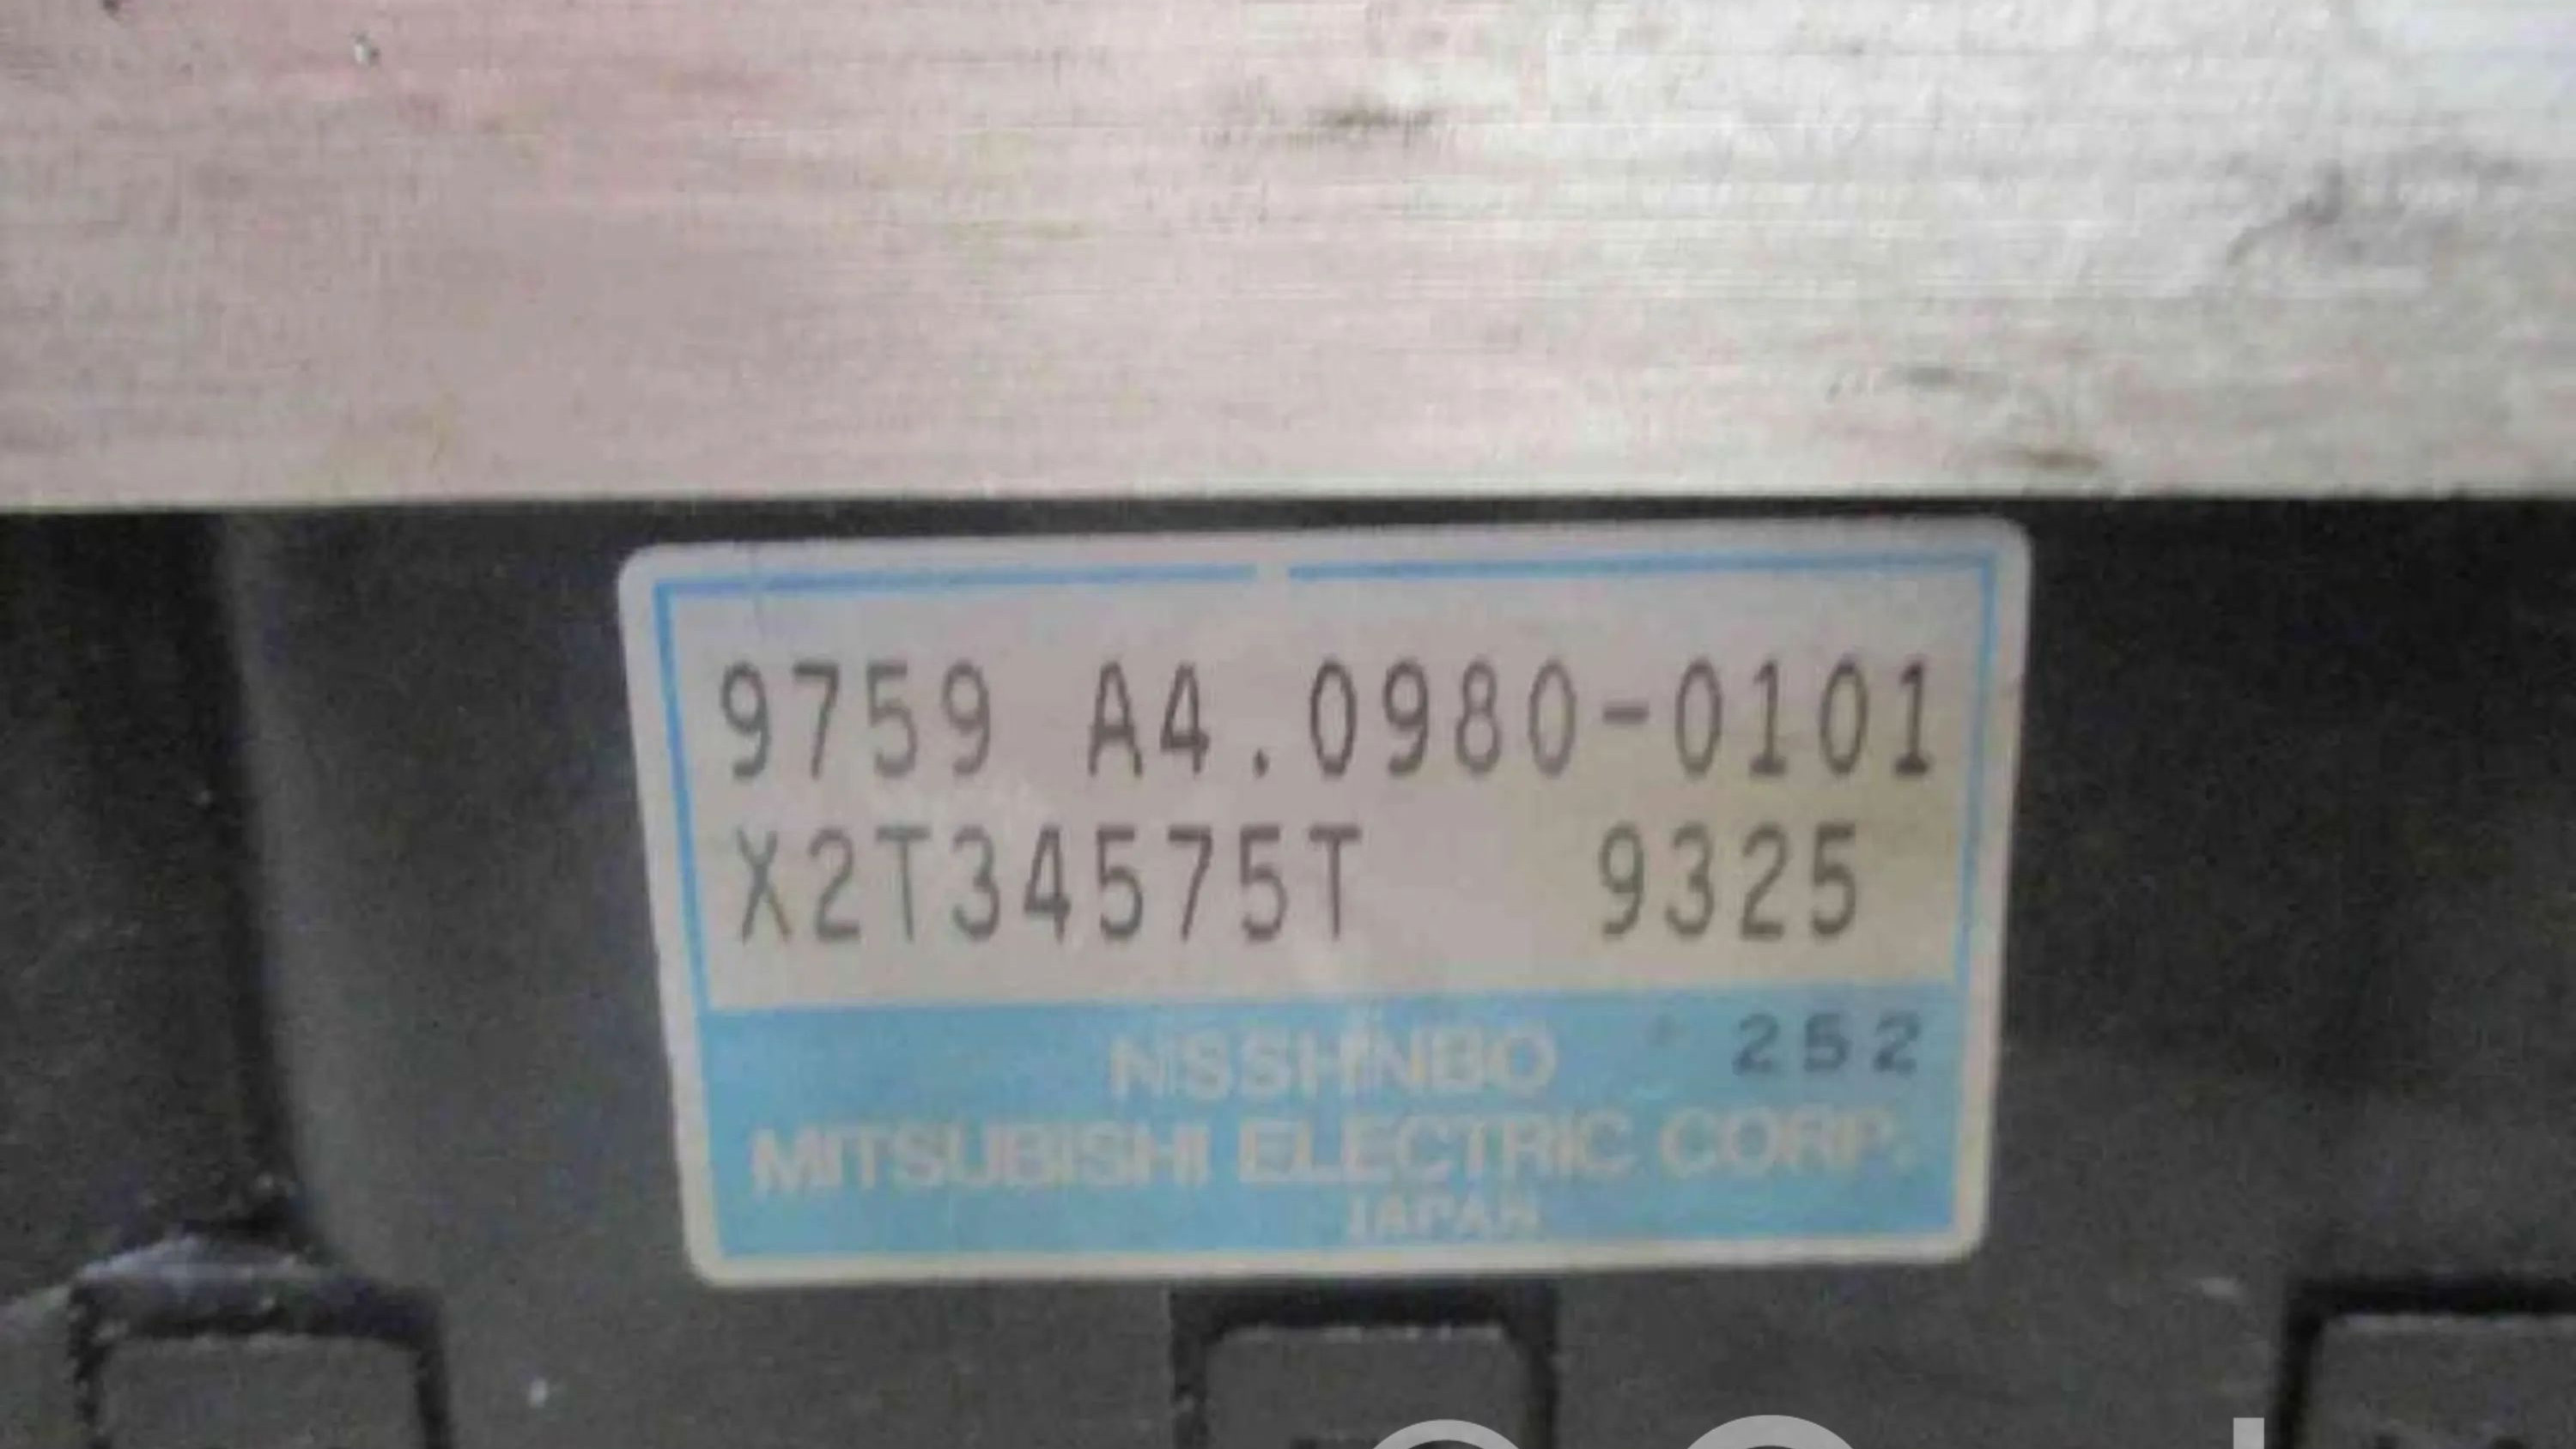 9759 A4.0980-0101
X2T34575T 9325
NISSHINBO 252
MITSUBISHI ELECTRIC CORP.
JAPAN